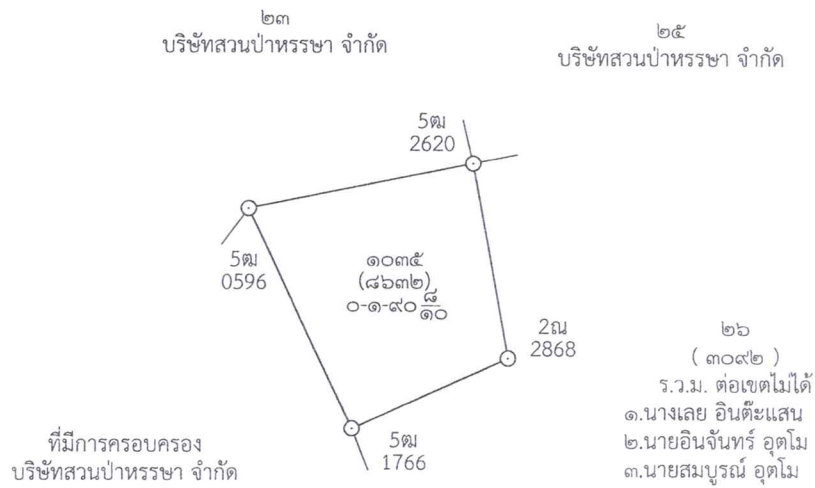 ๒๓
บริษัทสวนป่าหรรษา จำกัด
๒๕
บริษัทสวนป่าหรรษา จำกัด
5ฒ
2620
5ฒ
0596
๑๐๓๕
(๘๖๓๒)
๐-๑-๙๐ ๘/๑๐
2ณ
2868
๒๖
( ๓๐๙๒ )
ร.ว.ม. ต่อเขตไม่ได้
๑.นางเลย อินต๊ะแสน
๒.นายอินจันทร์ อุตโม
๓.นายสมบูรณ์ อุตโม
5ฒ
1766
ที่มีการครอบครอง
บริษัทสวนป่าหรรษา จำกัด